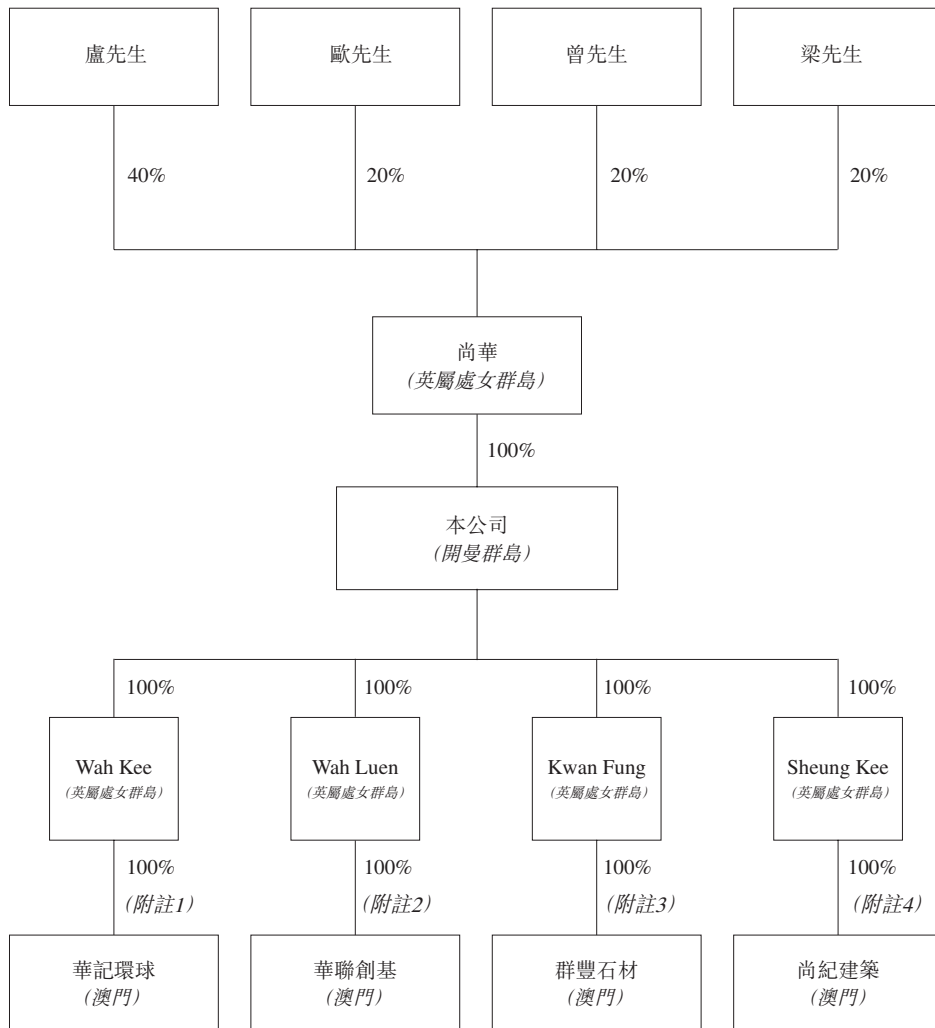 盧先生
歐先生
曾先生
梁先生
40%
20%
20%
20%
尚華
(英屬處女群島)
100%
本公司
(開曼群島)
100%
100%
100%
100%
Wah Kee
(英屬處女群島)
Wah Luen
(英屬處女群島)
Kwan Fung
(英屬處女群島)
Sheung Kee
(英屬處女群島)
100%
(附註1)
100%
(附註2)
100%
(附註3)
100%
(附註4)
華記環球
(澳門)
華聯創基
(澳門)
群豐石材
(澳門)
尚紀建築
(澳門)